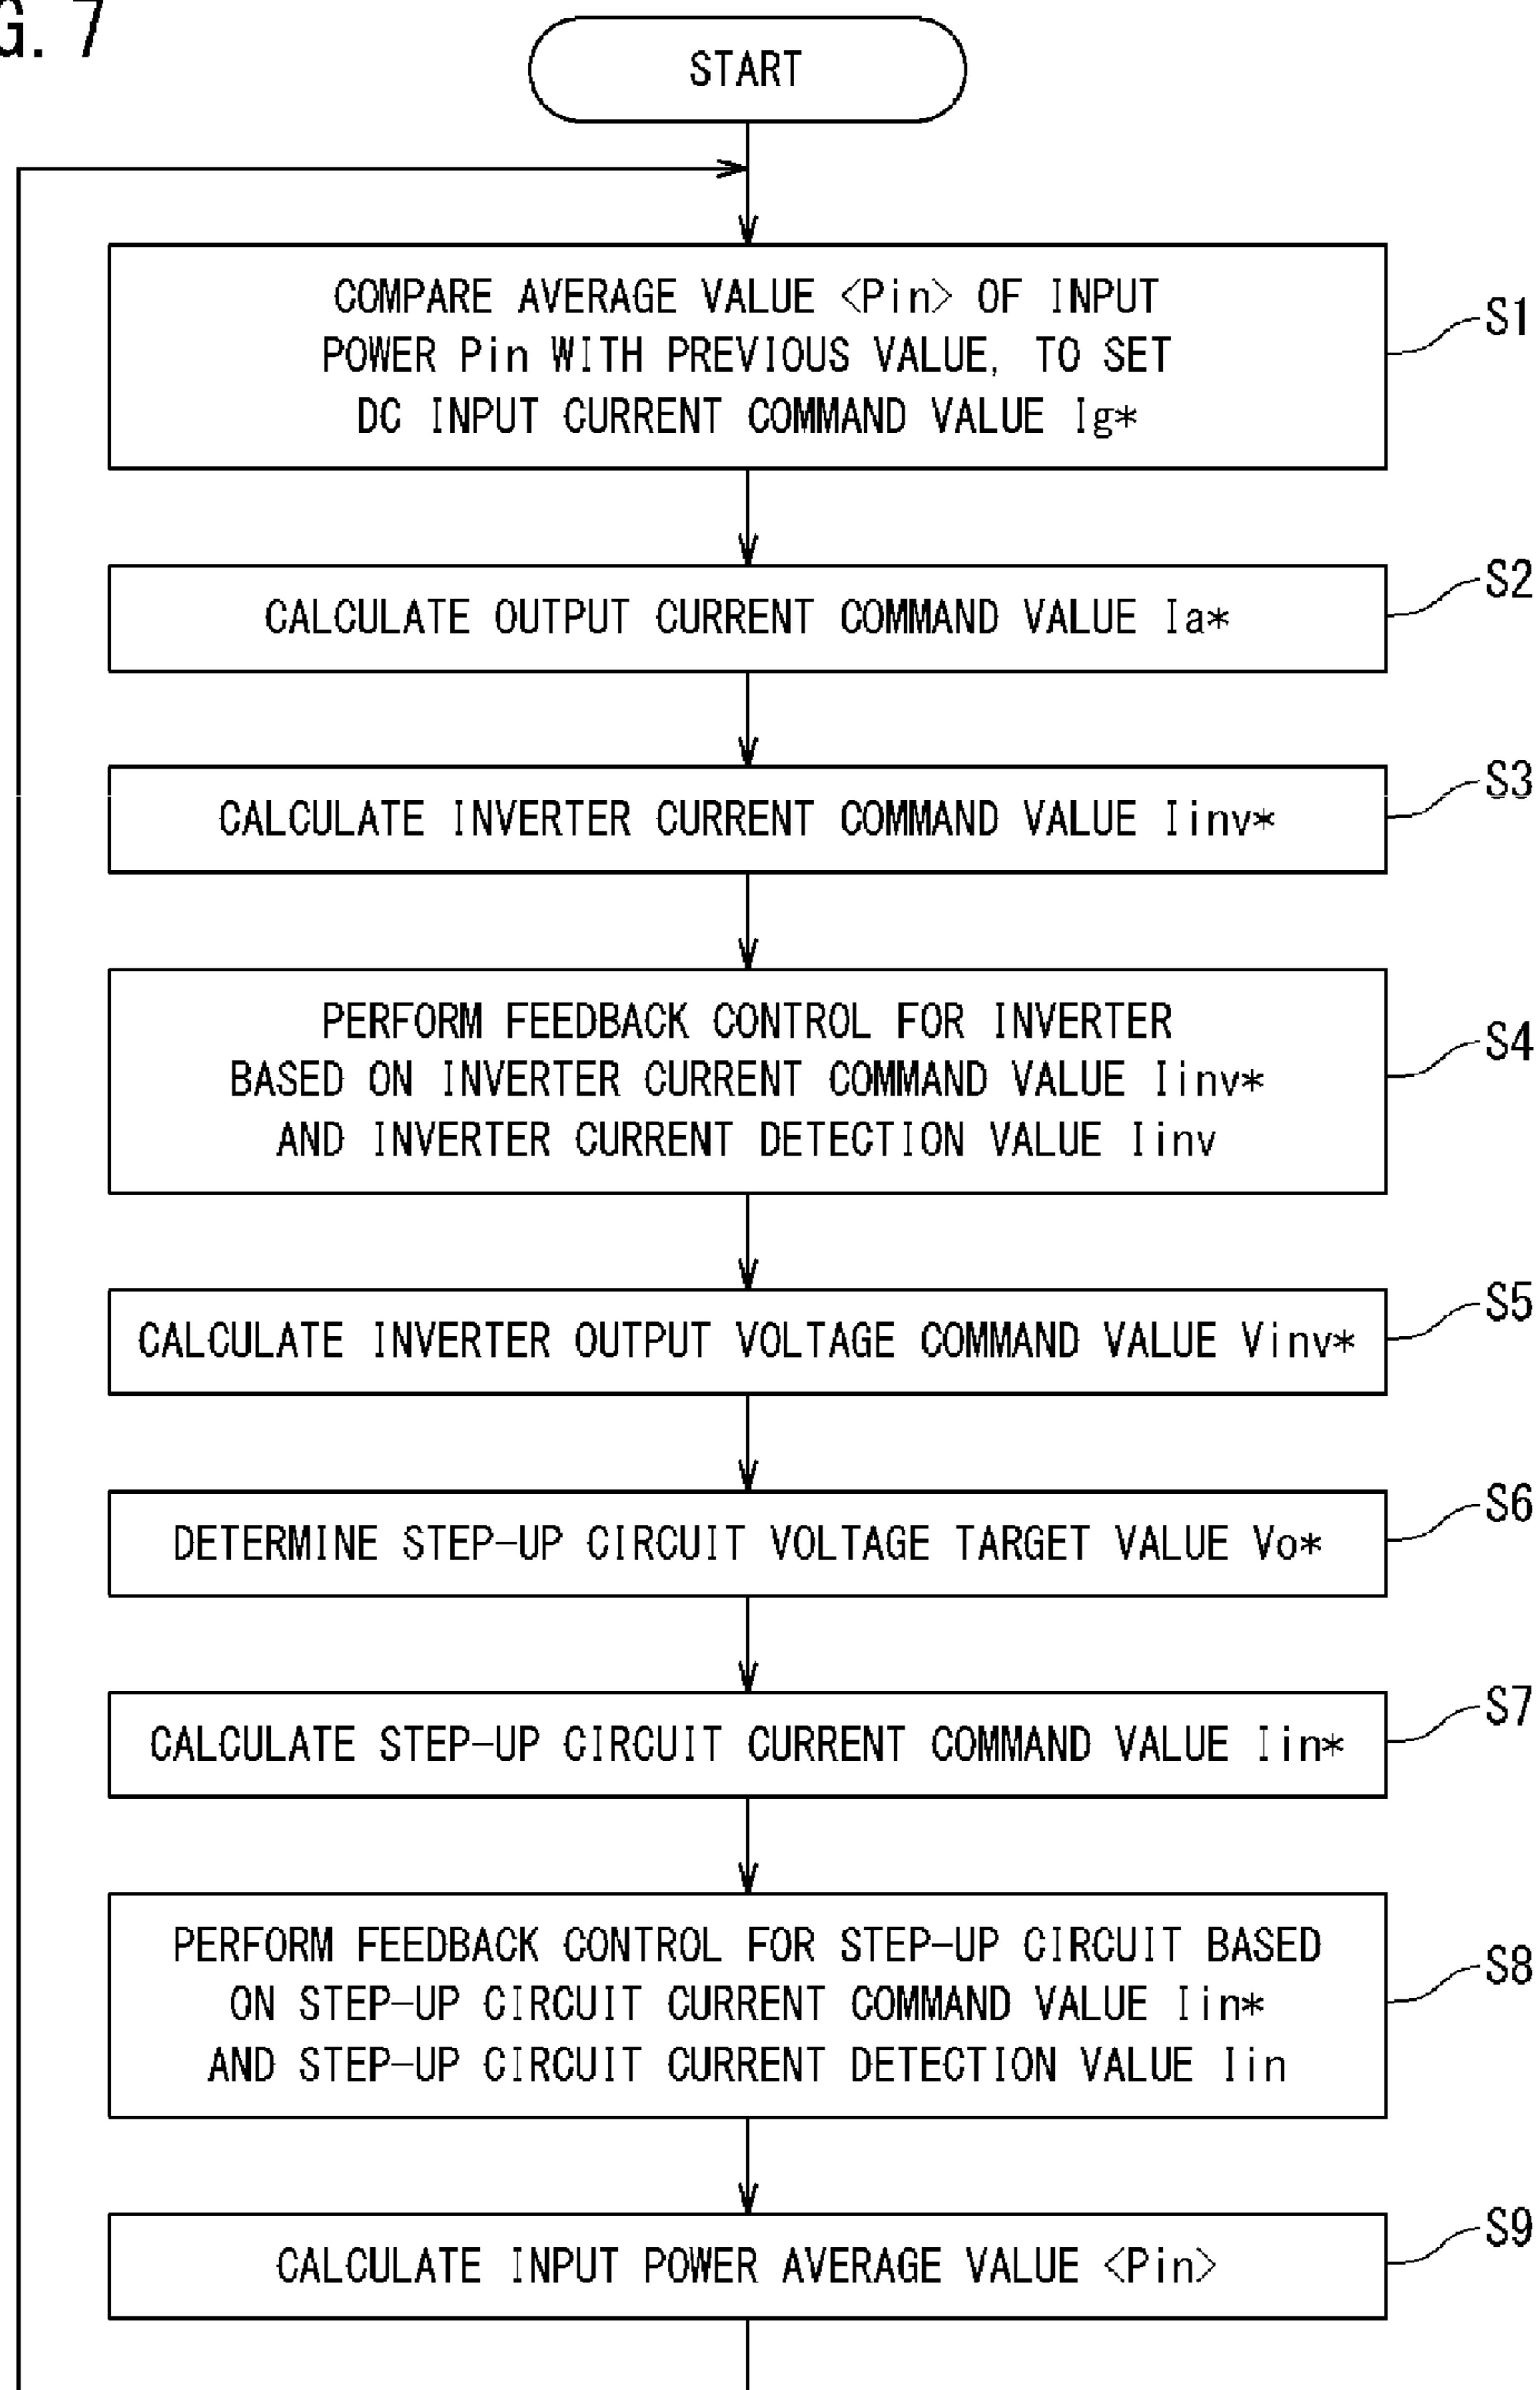 G. 7
START
COMPARE AVERAGE VALUE <Pin> OF INPUT
POWER Pin WITH PREVIOUS VALUE, TO SET
DC INPUT CURRENT COMMAND VALUE Ig*
S1
CALCULATE OUTPUT CURRENT COMMAND VALUE Ia*
S2
CALCULATE INVERTER CURRENT COMMAND VALUE Iinv*
S3
PERFORM FEEDBACK CONTROL FOR INVERTER
BASED ON INVERTER CURRENT COMMAND VALUE Iinv*
AND INVERTER CURRENT DETECTION VALUE Iinv
S4
CALCULATE INVERTER OUTPUT VOLTAGE COMMAND VALUE Vinv*
S5
DETERMINE STEP-UP CIRCUIT VOLTAGE TARGET VALUE Vo*
S6
CALCULATE STEP-UP CIRCUIT CURRENT COMMAND VALUE Iin*
S7
PERFORM FEEDBACK CONTROL FOR STEP-UP CIRCUIT BASED
ON STEP-UP CIRCUIT CURRENT COMMAND VALUE Iin*
AND STEP-UP CIRCUIT CURRENT DETECTION VALUE Iin
S8
CALCULATE INPUT POWER AVERAGE VALUE <Pin>
S9